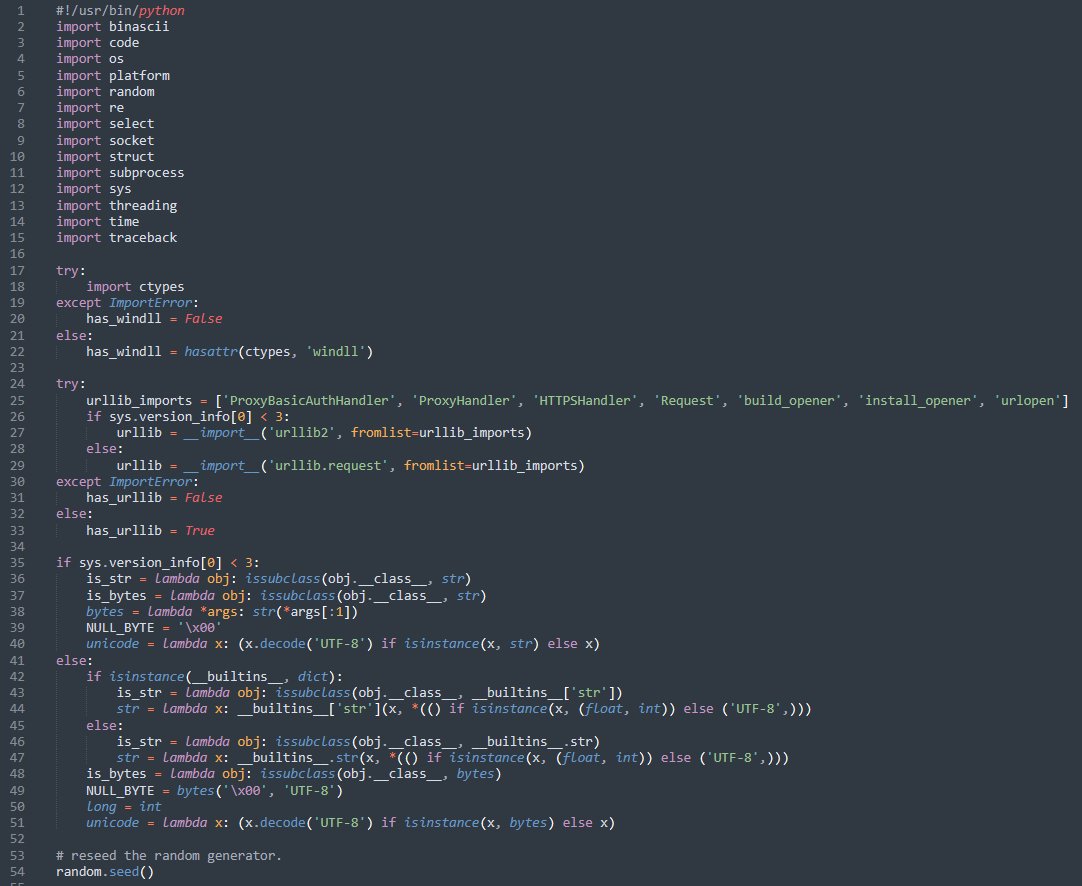 1 #!/usr/bin/python
2 import binascii
3 import code
4 import os
5 import platform
6 import random
7 import re
8 import select
9 import socket
10 import struct
11 import subprocess
12 import sys
13 import threading
14 import time
15 import traceback
16
17 try:
18     import ctypes
19 except ImportError:
20     has_windll = False
21 else:
22     has_windll = hasattr(ctypes, 'windll')
23
24 try:
25     urllib_imports = ['ProxyBasicAuthHandler', 'ProxyHandler', 'HTTPSHandler', 'Request', 'build_opener', 'install_opener', 'urlopen']
26     if sys.version_info[0] < 3:
27         urllib = __import__('urllib2', fromlist=urllib_imports)
28     else:
29         urllib = __import__('urllib.request', fromlist=urllib_imports)
30 except ImportError:
31     has_urllib = False
32 else:
33     has_urllib = True
34
35 if sys.version_info[0] < 3:
36     is_str = lambda obj: issubclass(obj.__class__, str)
37     is_bytes = lambda obj: issubclass(obj.__class__, str)
38     bytes = lambda *args: str(*args[:1])
39     NULL_BYTE = '\x00'
40     unicode = lambda x: (x.decode('UTF-8') if isinstance(x, str) else x)
41 else:
42     if isinstance(__builtins__, dict):
43         is_str = lambda obj: issubclass(obj.__class__, __builtins__['str'])
44         str = lambda x: __builtins__['str'](x, *(() if isinstance(x, (float, int)) else ('UTF-8',)))
45     else:
46         is_str = lambda obj: issubclass(obj.__class__, __builtins__.str)
47         str = lambda x: __builtins__.str(x, *(() if isinstance(x, (float, int)) else ('UTF-8',)))
48     is_bytes = lambda obj: issubclass(obj.__class__, bytes)
49     NULL_BYTE = bytes('\x00', 'UTF-8')
50     long = int
51     unicode = lambda x: (x.decode('UTF-8') if isinstance(x, bytes) else x)
52
53 # reseed the random generator.
54 random.seed()
55